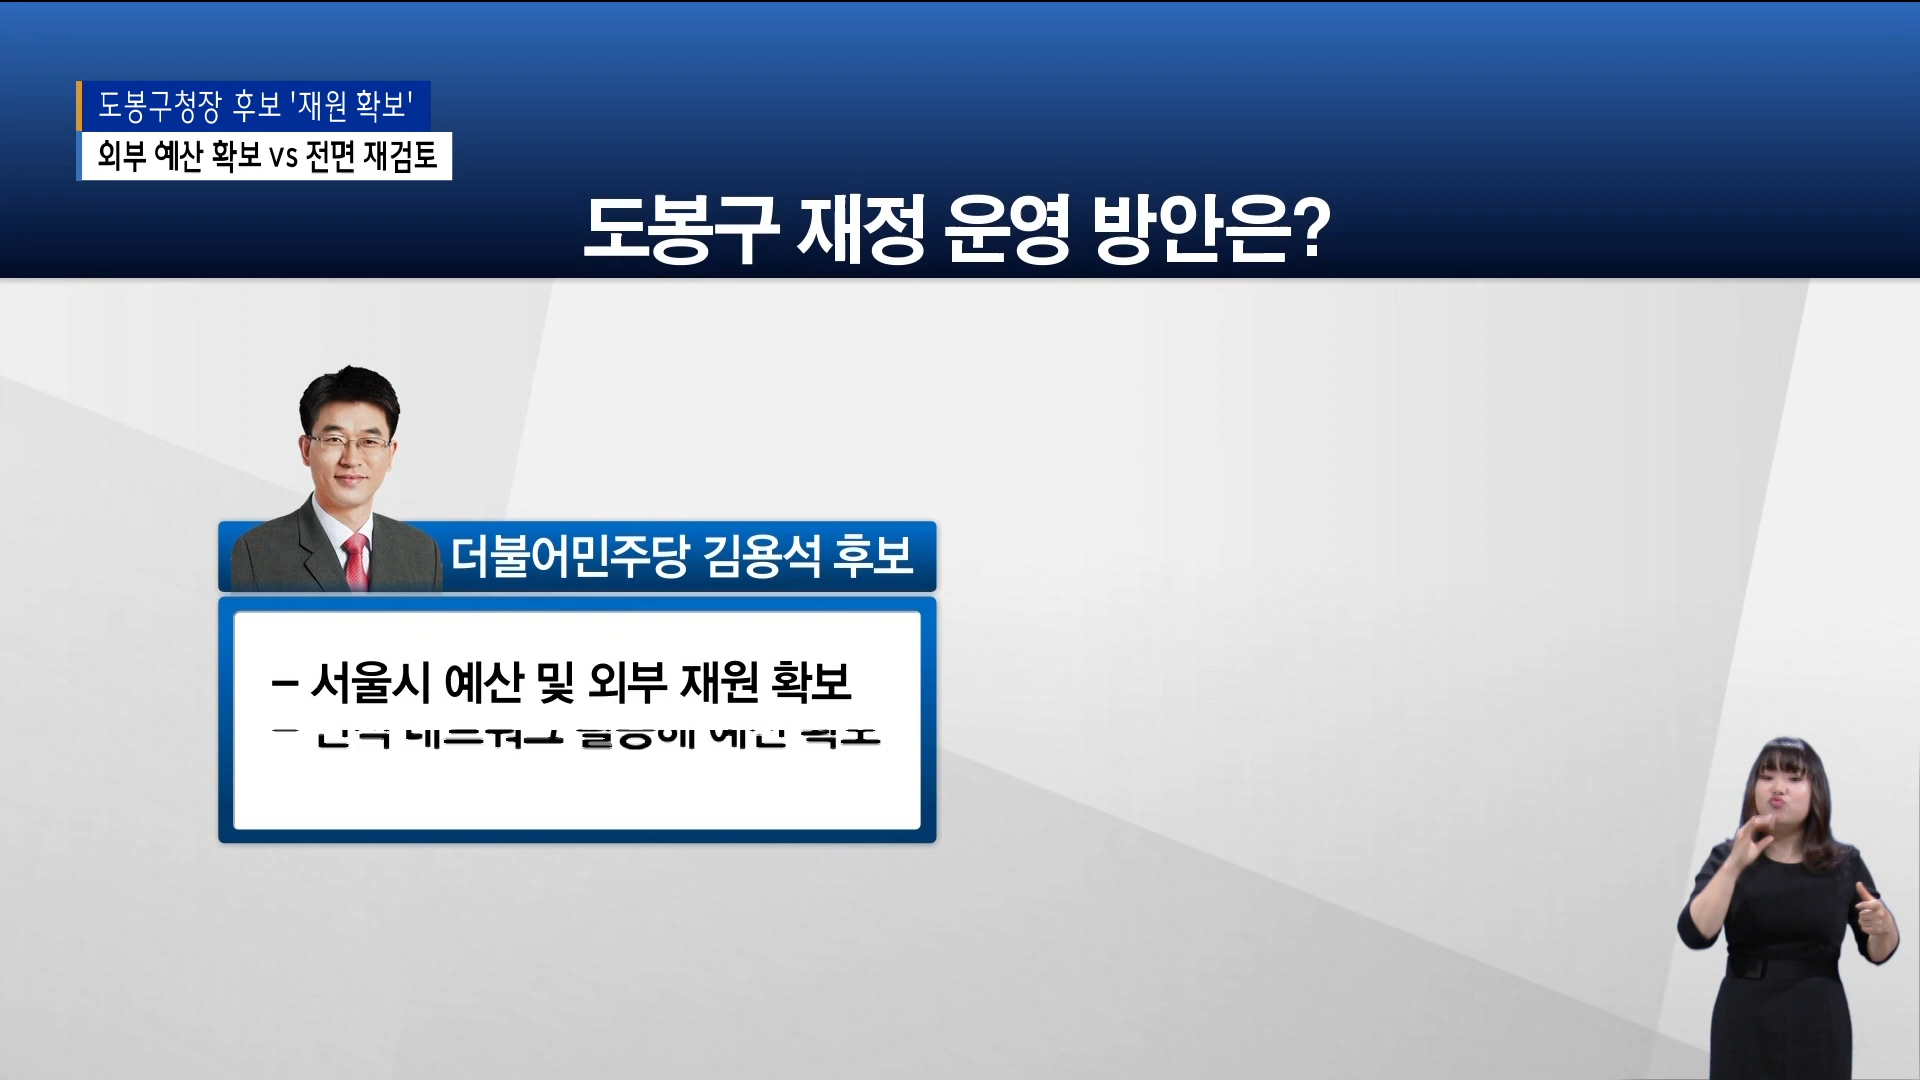 도봉구청장 후보 '재원 확보'
외부 예산 확보 vs 전면 재검토
도봉구 재정 운영 방안은?
더불어민주당 김용석 후보
- 서울시 예산 및 외부 재원 확보